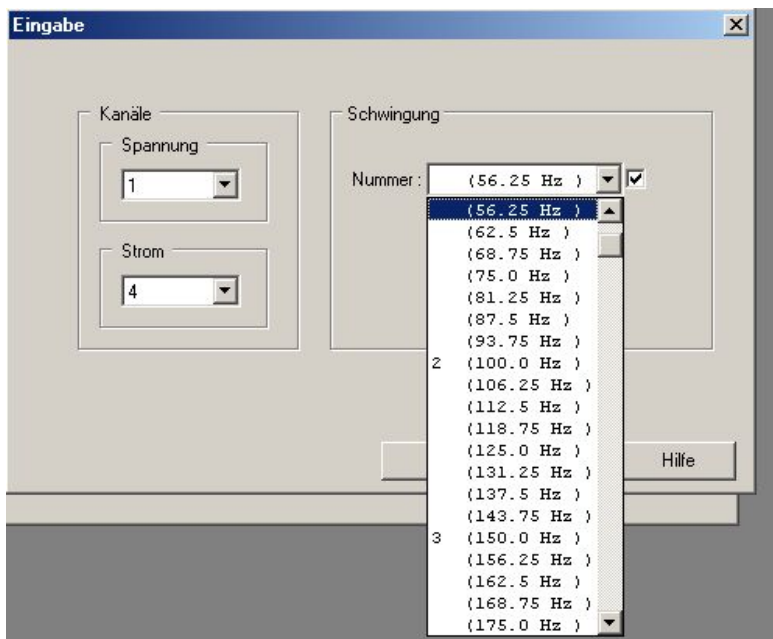 Eingabe
Kanäle
Spannung
1
Strom
4
Schwingung
Nummer :
(56.25 Hz )
(56.25 Hz )
(62.5 Hz )
(68.75 Hz )
(75.0 Hz )
(81.25 Hz )
(87.5 Hz )
(93.75 Hz )
2 (100.0 Hz )
(106.25 Hz )
(112.5 Hz )
(118.75 Hz )
(125.0 Hz )
(131.25 Hz )
(137.5 Hz )
(143.75 Hz )
3 (150.0 Hz )
(156.25 Hz )
(162.5 Hz )
(168.75 Hz )
(175.0 Hz )
Hilfe